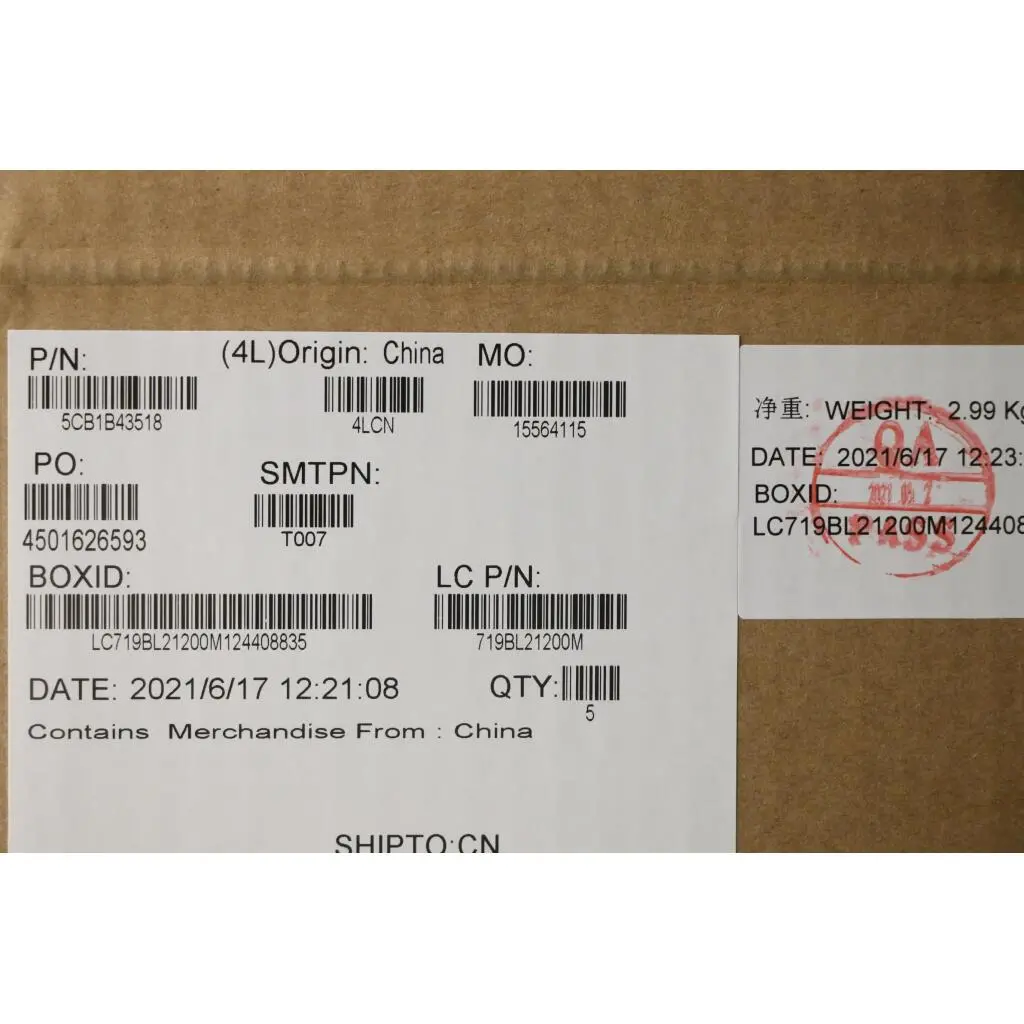 P/N: (4L)Origin: China MO:
5CB1B43518 4LCN 15564115
PO: SMTPN:
4501626593 T007
BOXID: LC P/N:
LC719BL21200M124408835 719BL21200M
DATE: 2021/6/17 12:21:08 QTY:
5
Contains Merchandise From : China
SHIPTO:CN
净重: WEIGHT: 2.99 Kg
DATE: 2021/6/17 12:23:
BOXID:
LC719BL21200M124408
QA
PASS